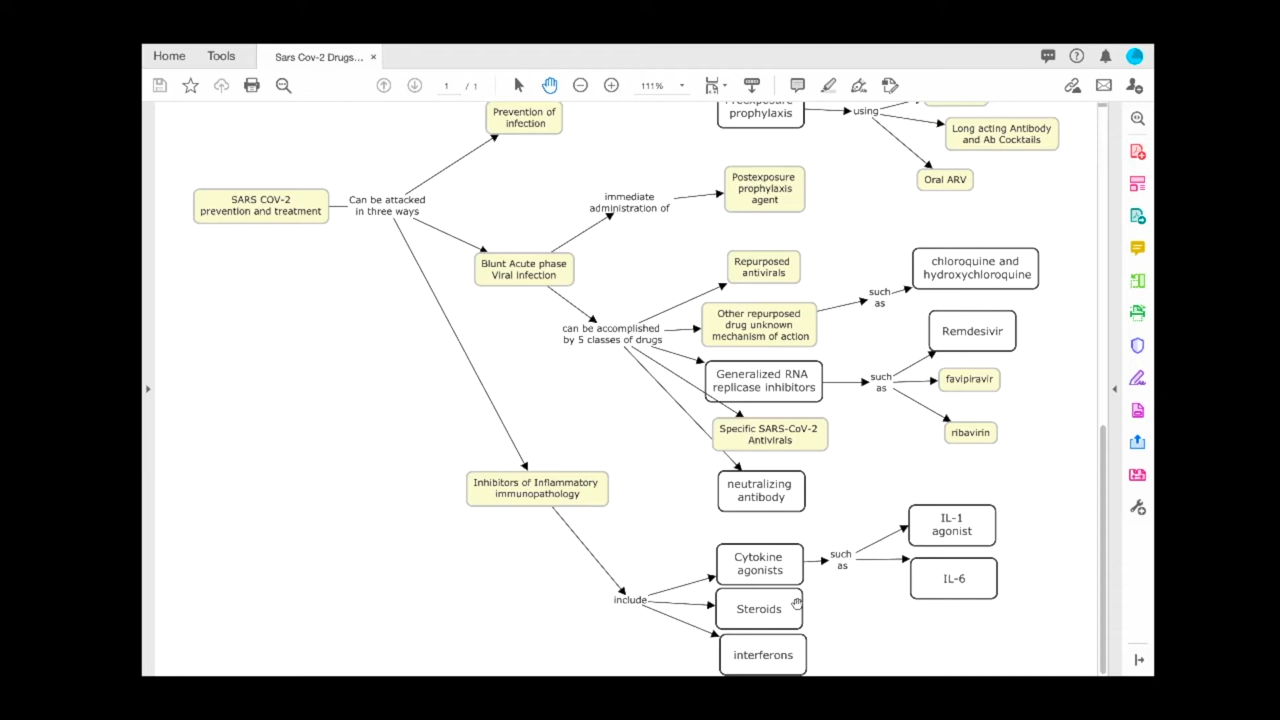 Home
Tools
Sars Cov-2 Drugs...
×
1 / 1
111%
Prevention of
infection
Preexposure
prophylaxis
using
Long acting Antibody
and Ab Cocktails
Oral ARV
SARS COV-2
prevention and treatment
Can be attacked
in three ways
immediate
administration of
Postexposure
prophylaxis
agent
Blunt Acute phase
Viral infection
Repurposed
antivirals
chloroquine and
hydroxychloroquine
such
as
can be accomplished
by 5 classes of drugs
Other repurposed
drug unknown
mechanism of action
Remdesivir
Generalized RNA
replicase inhibitors
such
as
favipiravir
ribavirin
Specific SARS-CoV-2
Antivirals
Inhibitors of Inflammatory
immunopathology
neutralizing
antibody
IL-1
agonist
Cytokine
agonists
such
as
IL-6
include
Steroids
interferons